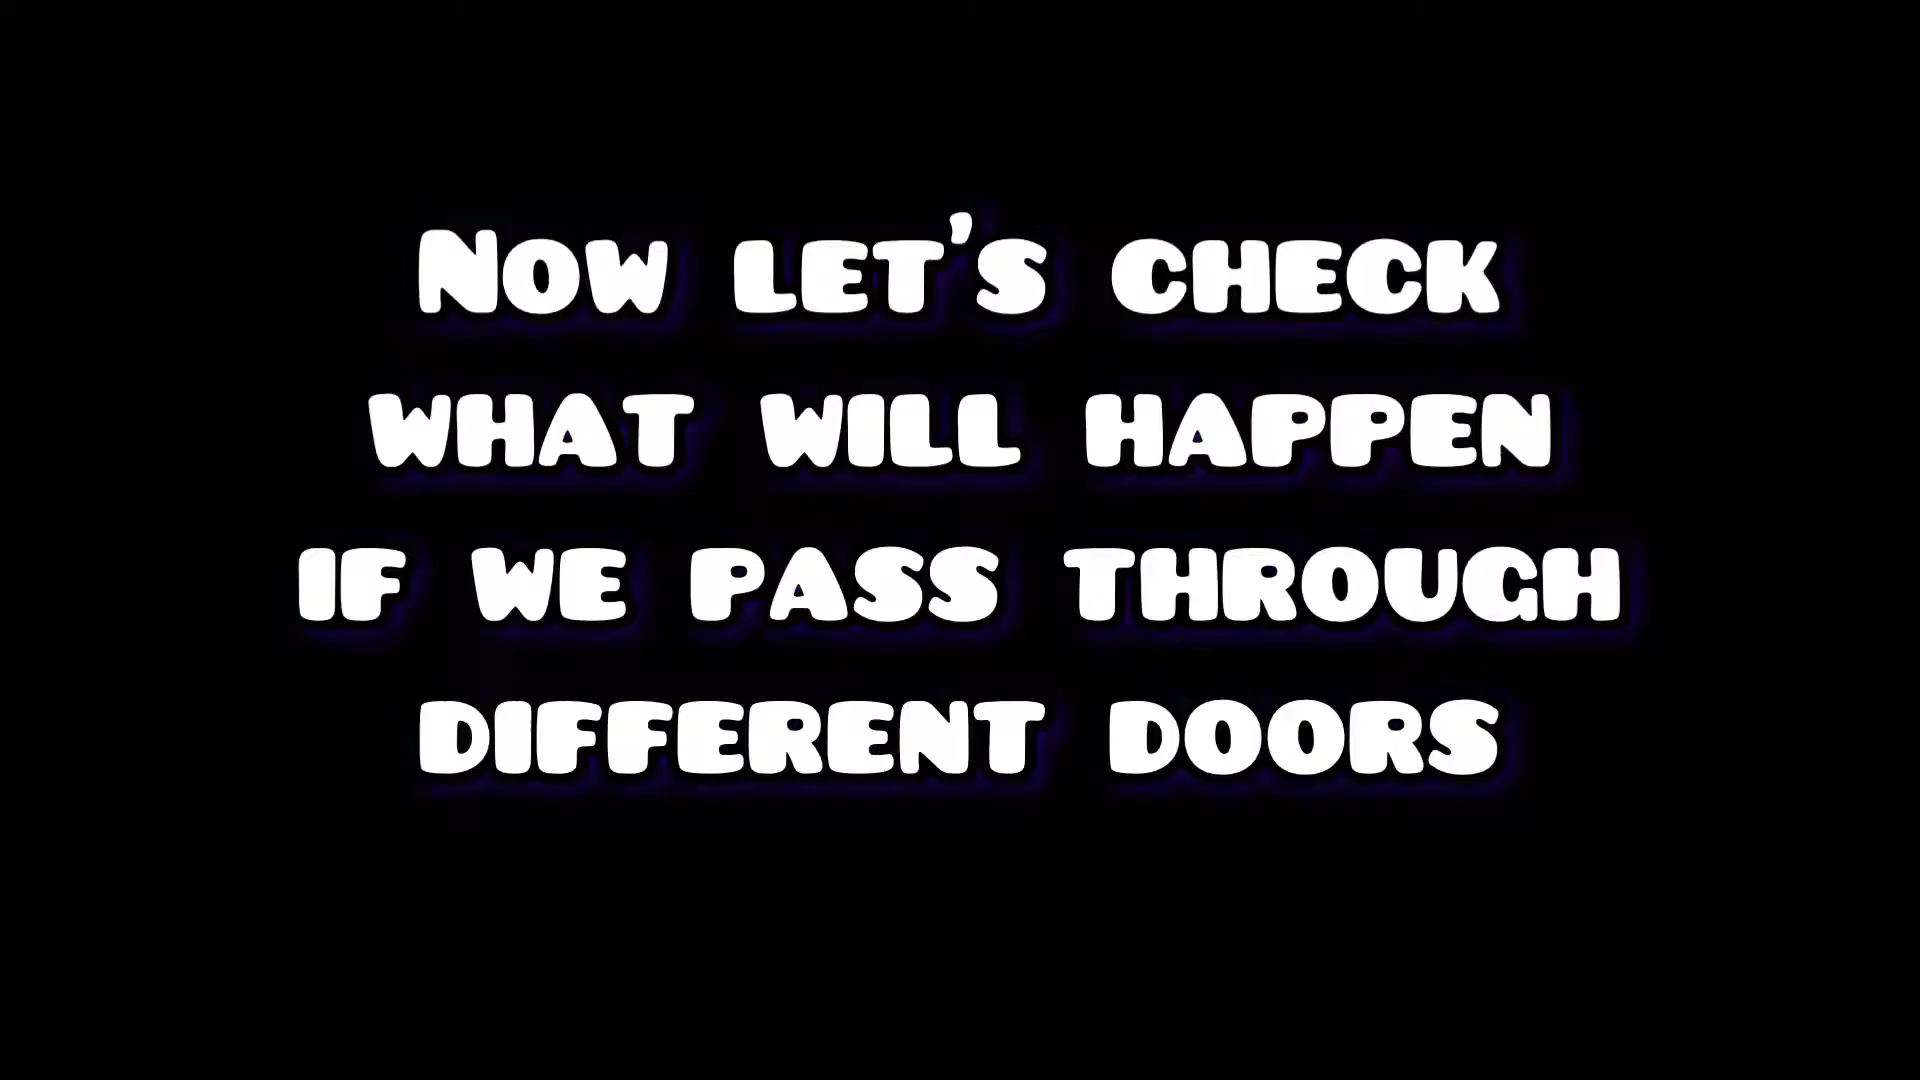 Now let's check
what will happen
if we pass through
different doors